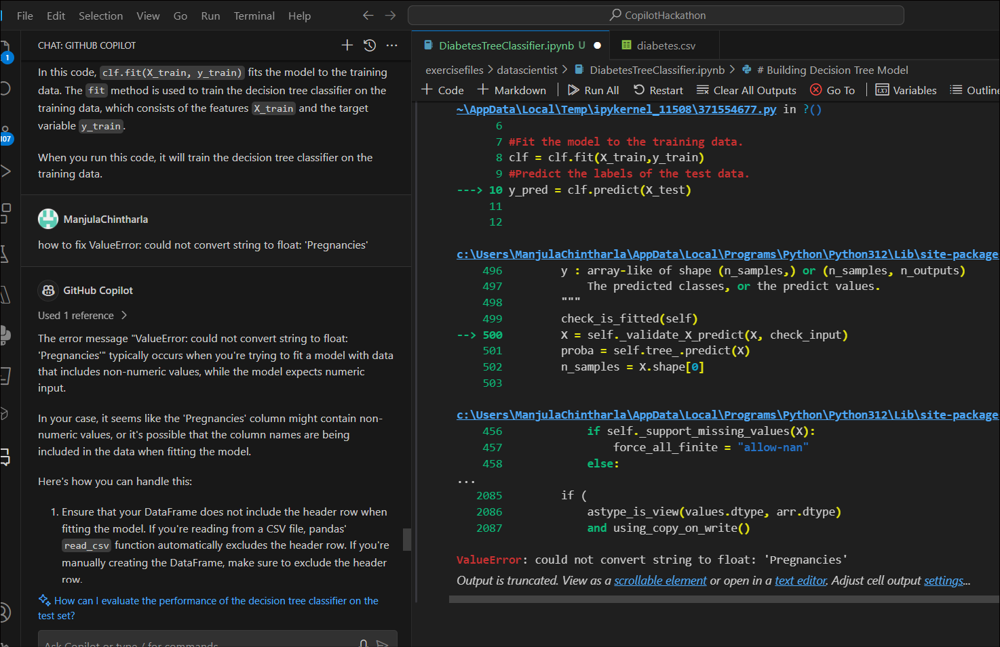 File Edit Selection View Go Run Terminal Help
CopilotHackathon
1
107
CHAT: GITHUB COPILOT
In this code, clf.fit(X_train, y_train) fits the model to the training
data. The fit method is used to train the decision tree classifier on the
training data, which consists of the features X_train and the target
variable y_train.
When you run this code, it will train the decision tree classifier on the
training data.
ManjulaChintharla
how to fix ValueError: could not convert string to float: 'Pregnancies'
GitHub Copilot
Used 1 reference
The error message "ValueError: could not convert string to float:
'Pregnancies'" typically occurs when you're trying to fit a model with data
that includes non-numeric values, while the model expects numeric
input.
In your case, it seems like the 'Pregnancies' column might contain non-
numeric values, or it's possible that the column names are being
included in the data when fitting the model.
Here's how you can handle this:
1. Ensure that your DataFrame does not include the header row when
fitting the model. If you're reading from a CSV file, pandas'
read_csv function automatically excludes the header row. If you're
manually creating the DataFrame, make sure to exclude the header
row.
How can I evaluate the performance of the decision tree classifier on the
test set?
Ask Copilot or type / for commands
DiabetesTreeClassifier.ipynb U
diabetes.csv
exercisefiles > datascientist > DiabetesTreeClassifier.ipynb > # Building Decision Tree Model
+ Code + Markdown Run All Restart Clear All Outputs Go To Variables Outline
~\AppData\Local\Temp\ipykernel_11508\371554677.py in ?()
6
7 #Fit the model to the training data.
8 clf = clf.fit(X_train,y_train)
9 #Predict the labels of the test data.
---> 10 y_pred = clf.predict(X_test)
11
12
c:\Users\ManjulaChintharla\AppData\Local\Programs\Python\Python312\Lib\site-package
496 y : array-like of shape (n_samples,) or (n_samples, n_outputs)
497 The predicted classes, or the predict values.
498 """
499 check_is_fitted(self)
--> 500 X = self._validate_X_predict(X, check_input)
501 proba = self.tree_.predict(X)
502 n_samples = X.shape[0]
503
c:\Users\ManjulaChintharla\AppData\Local\Programs\Python\Python312\Lib\site-package
456 if self._support_missing_values(X):
457 force_all_finite = "allow-nan"
458 else:
...
2085 if (
2086 astype_is_view(values.dtype, arr.dtype)
2087 and using_copy_on_write()
ValueError: could not convert string to float: 'Pregnancies'
Output is truncated. View as a scrollable element or open in a text editor. Adjust cell output settings...